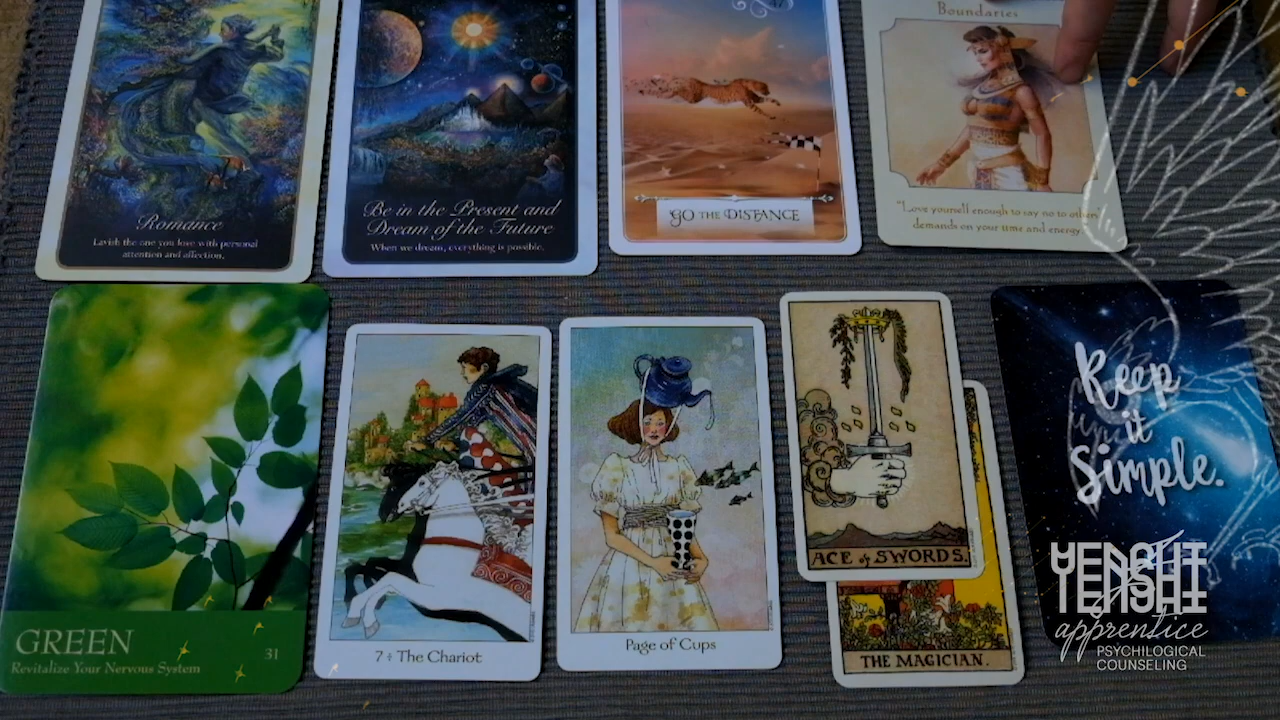 Boundaries
47
Romance
Lavish the one you love with personal
attention and affection.
Be in the Present and
Dream of the Future
When we dream, everything is possible.
GO THE DISTANCE
"Love yourself enough to say no to others'
demands on your time and energy."
GREEN
31
Revitalize Your Nervous System
7 ÷ The Chariot
Page of Cups
ACE of SWORDS.
THE MAGICIAN.
Keep
it
Simple.
YENSHI
apprentice
PSYCHILOGICAL
COUNSELING